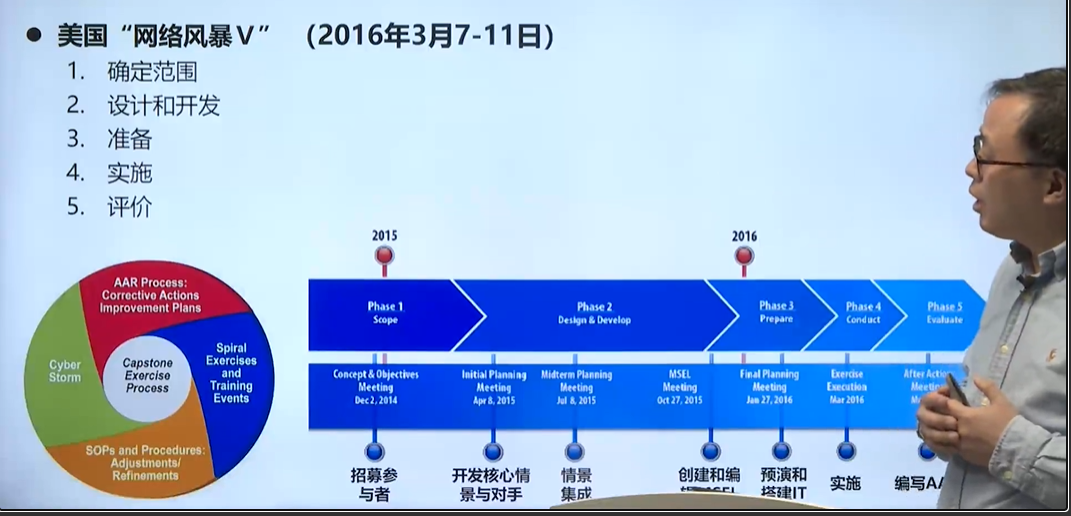 ● 美国“网络风暴Ⅴ” （2016年3月7-11日）
1. 确定范围
2. 设计和开发
3. 准备
4. 实施
5. 评价
AAR Process:
Corrective Actions
Improvement Plans
Cyber
Storm
Capstone
Exercise
Process
Spiral
Exercises
and
Training
Events
SOPs and Procedures:
Adjustments/
Refinements
2015
2016
Phase 1
Scope
Phase 2
Design & Develop
Phase 3
Prepare
Phase 4
Conduct
Phase 5
Evaluate
Concept & Objectives
Meeting
Dec 2, 2014
Initial Planning
Meeting
Apr 8, 2015
Midterm Planning
Meeting
Jul 8, 2015
MSEL
Meeting
Oct 27, 2015
Final Planning
Meeting
Jan 27, 2016
Exercise
Execution
Mar 2016
After
招募参
与者
开发核心情
景与对手
情景
集成
创建和编
预演和
搭建IT
实施
编写